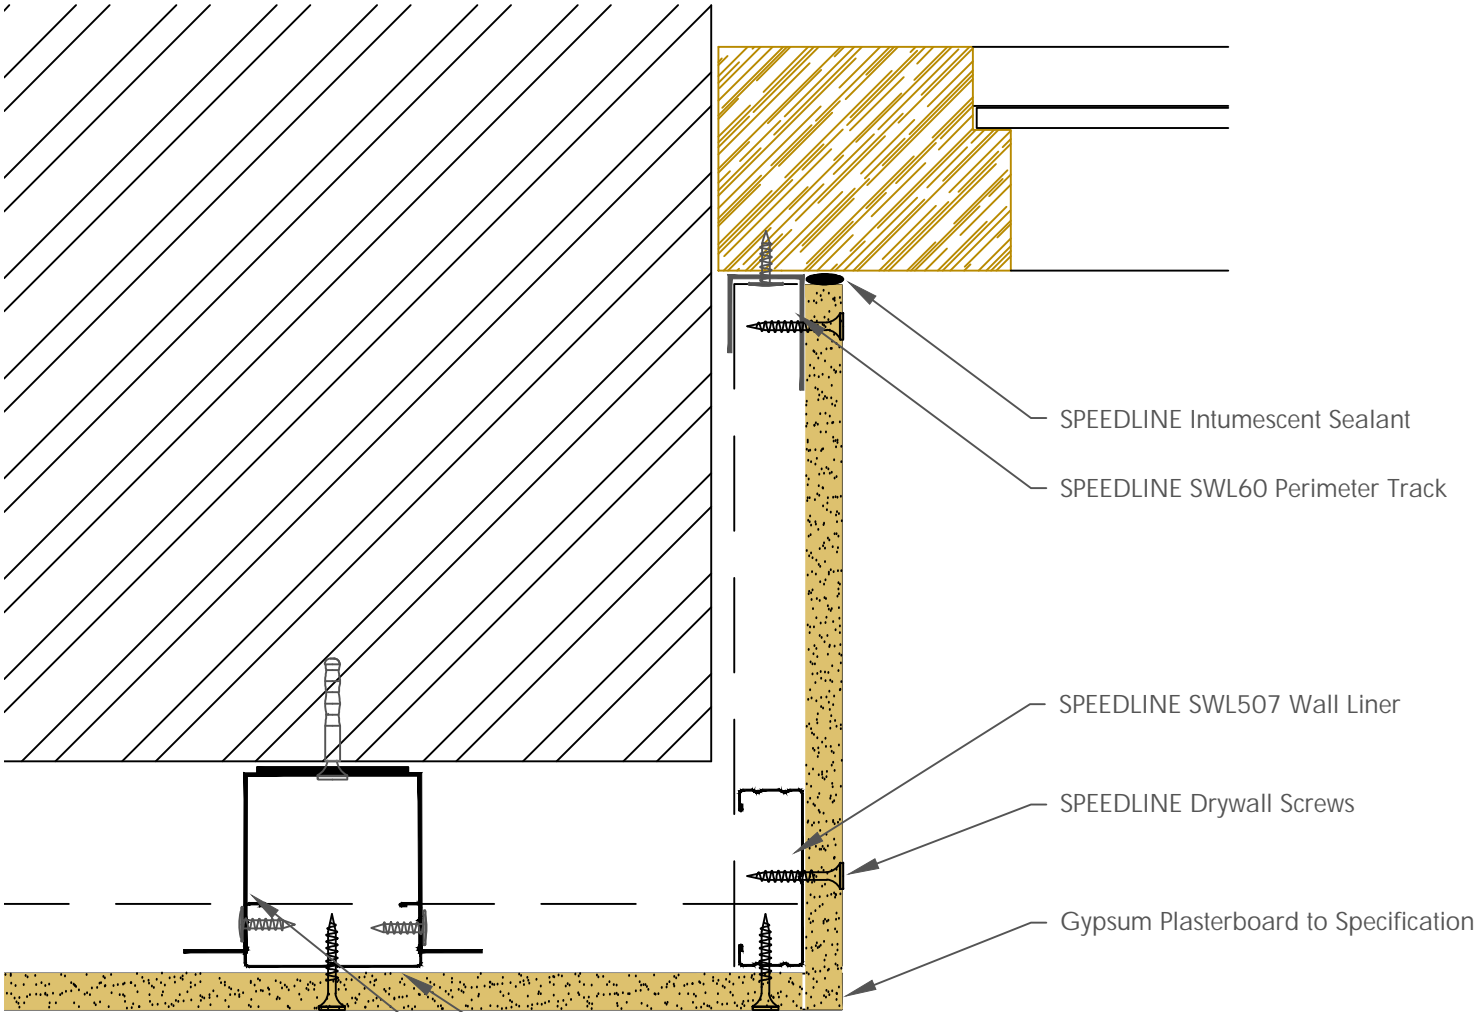 SPEEDLINE Intumescent Sealant
SPEEDLINE SWL60 Perimeter Track
SPEEDLINE SWL507 Wall Liner
SPEEDLINE Drywall Screws
Gypsum Plasterboard to Specification